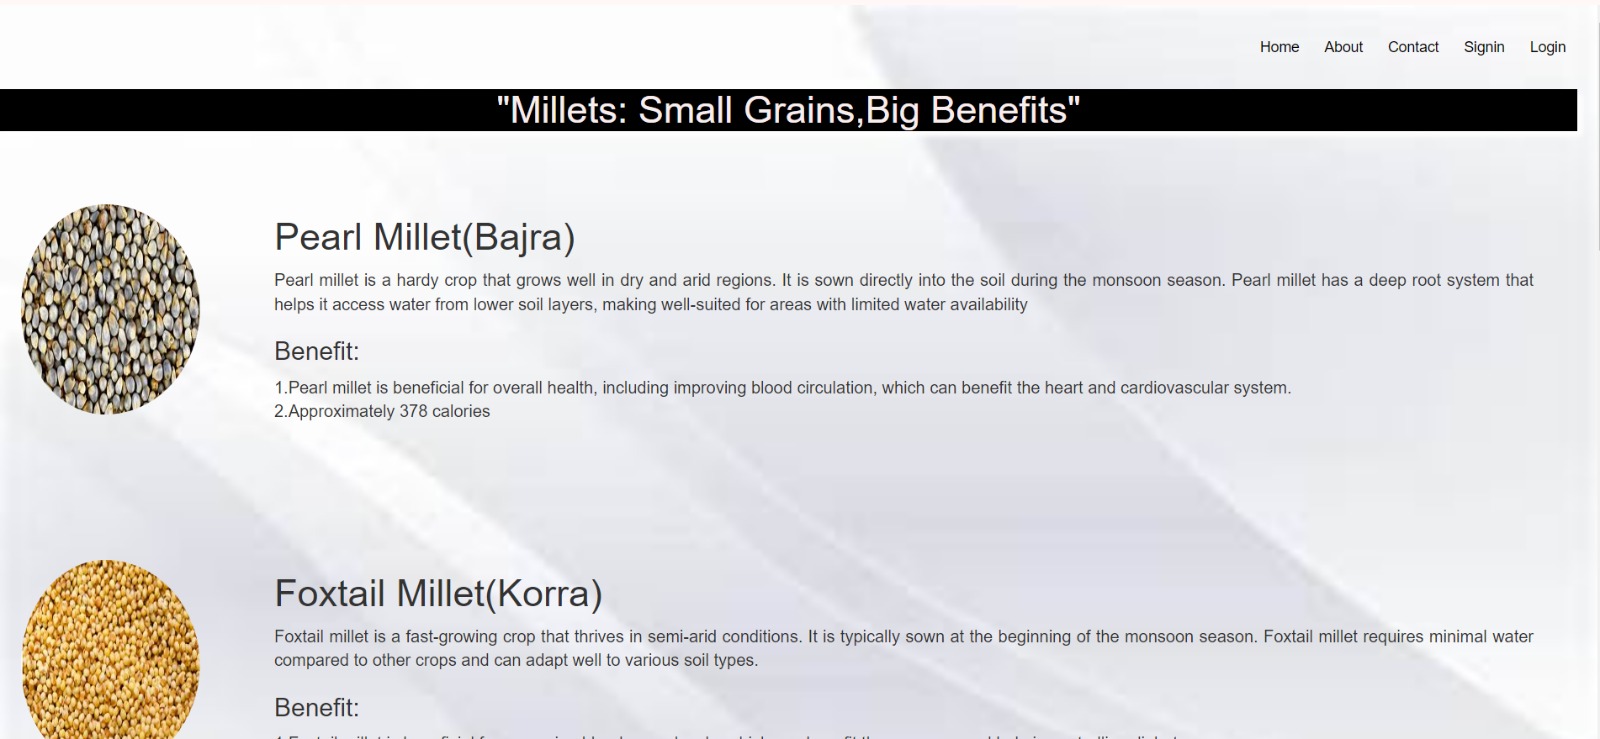 Home About Contact Signin Login
"Millets: Small Grains,Big Benefits"
Pearl Millet(Bajra)
Pearl millet is a hardy crop that grows well in dry and arid regions. It is sown directly into the soil during the monsoon season. Pearl millet has a deep root system that
helps it access water from lower soil layers, making well-suited for areas with limited water availability
Benefit:
1.Pearl millet is beneficial for overall health, including improving blood circulation, which can benefit the heart and cardiovascular system.
2.Approximately 378 calories
Foxtail Millet(Korra)
Foxtail millet is a fast-growing crop that thrives in semi-arid conditions. It is typically sown at the beginning of the monsoon season. Foxtail millet requires minimal water
compared to other crops and can adapt well to various soil types.
Benefit: